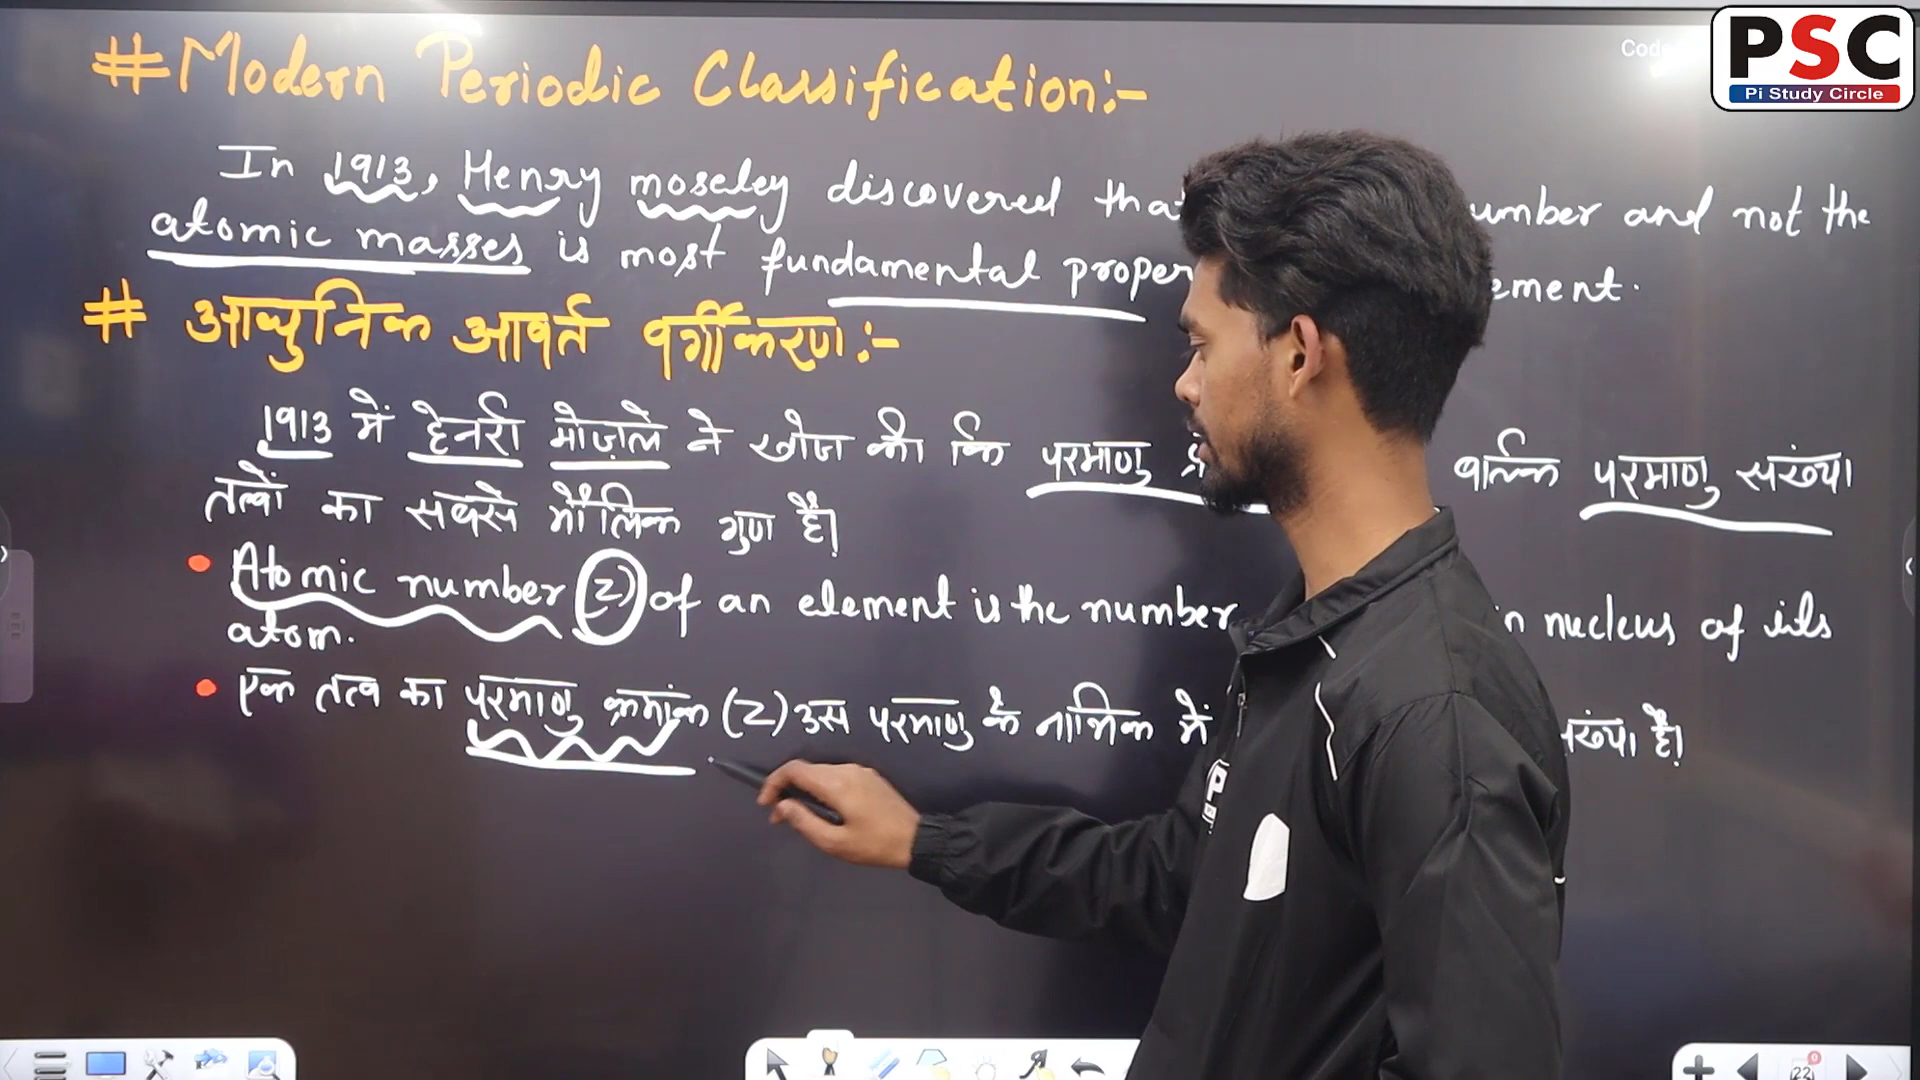 PSC
Pi Study Circle
Cod
# Modern Periodic Classification:-
In 1913, Henry moseley discovered tha umber and not the
atomic masses is most fundamental proper ement.
# आधुनिक आवर्त वर्गीकरण:-
1913 में हेनरी मोज़ले ने खोज की कि परमाणु बल्कि परमाणु संख्या
तत्वों का सबसे मौलिक गुण है।
• Atomic number (Z) of an element is the number n nucleus of its
atom.
• एक तत्व का परमाणु क्रमांक (Z) उस परमाणु के नाभिक में संख्या है।
22